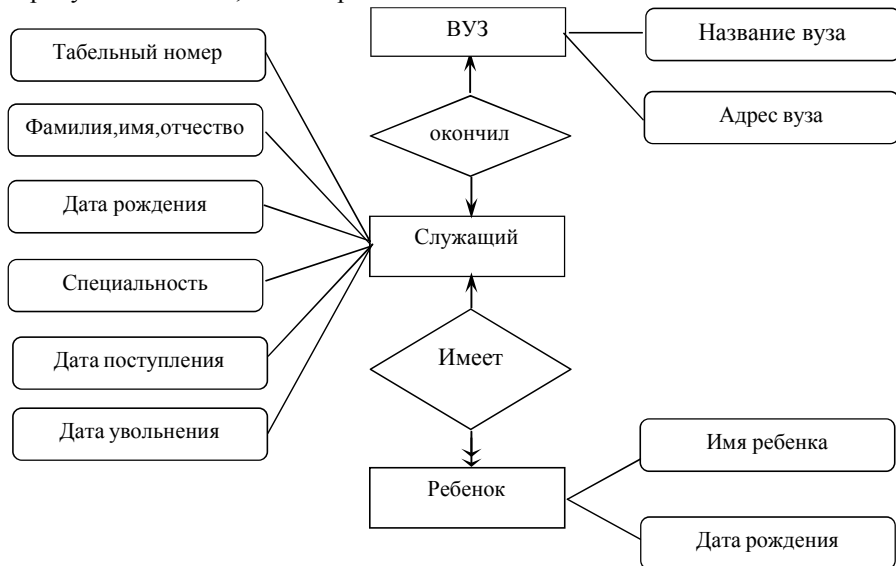 ВУЗ
Название вуза
Табельный номер
Адрес вуза
Фамилия,имя,отчество
окончил
Дата рождения
Служащий
Специальность
Дата поступления
Имеет
Дата увольнения
Имя ребенка
Ребенок
Дата рождения